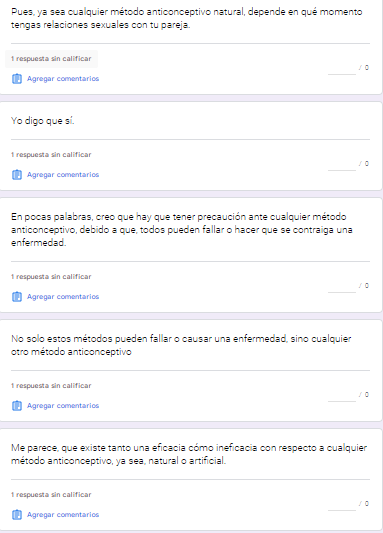 Pues, ya sea cualquier método anticonceptivo natural, depende en qué momento
tengas relaciones sexuales con tu pareja.
1 respuesta sin calificar
/ 0
Agregar comentarios
Yo digo que sí.
1 respuesta sin calificar
/ 0
Agregar comentarios
En pocas palabras, creo que hay que tener precaución ante cualquier método
anticonceptivo, debido a que, todos pueden fallar o hacer que se contraiga una
enfermedad.
1 respuesta sin calificar
/ 0
Agregar comentarios
No solo estos métodos pueden fallar o causar una enfermedad, sino cualquier
otro método anticonceptivo
1 respuesta sin calificar
/ 0
Agregar comentarios
Me parece, que existe tanto una eficacia cómo ineficacia con respecto a cualquier
método anticonceptivo, ya sea, natural o artificial.
1 respuesta sin calificar
/ 0
Agregar comentarios